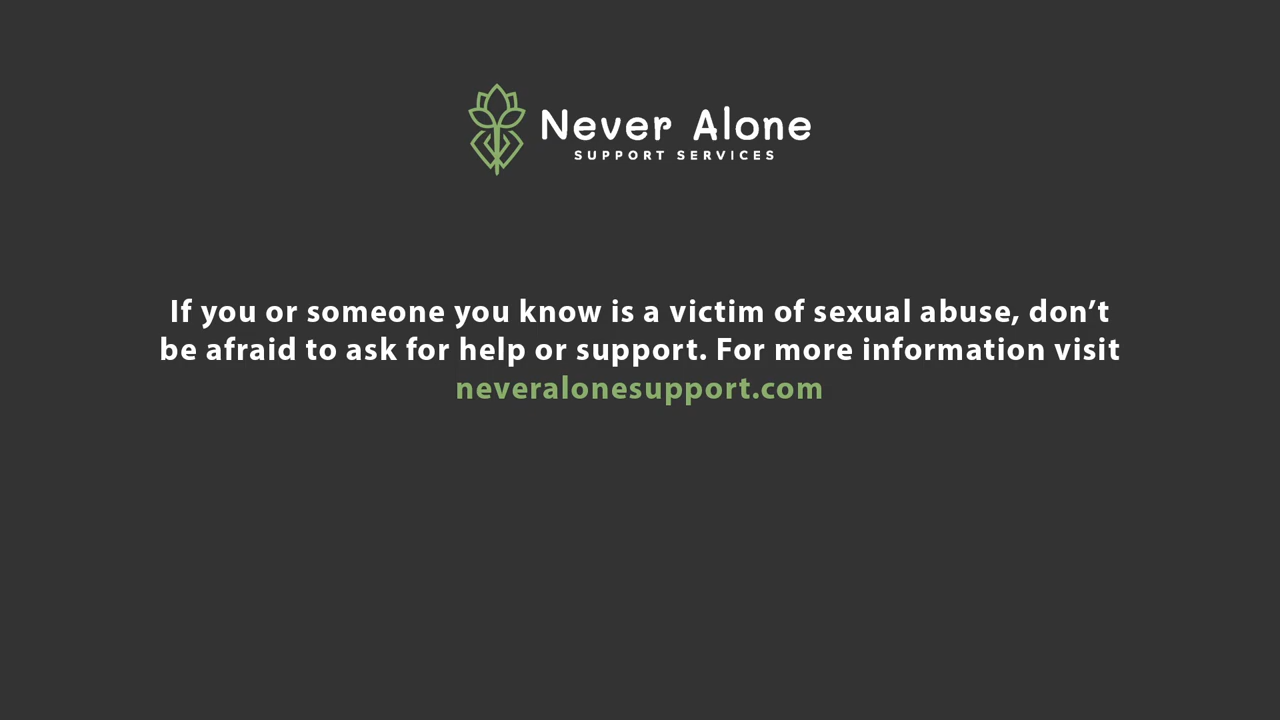 Never Alone
SUPPORT SERVICES
If you or someone you know is a victim of sexual abuse, don’t
be afraid to ask for help or support. For more information visit
neveralonesupport.com